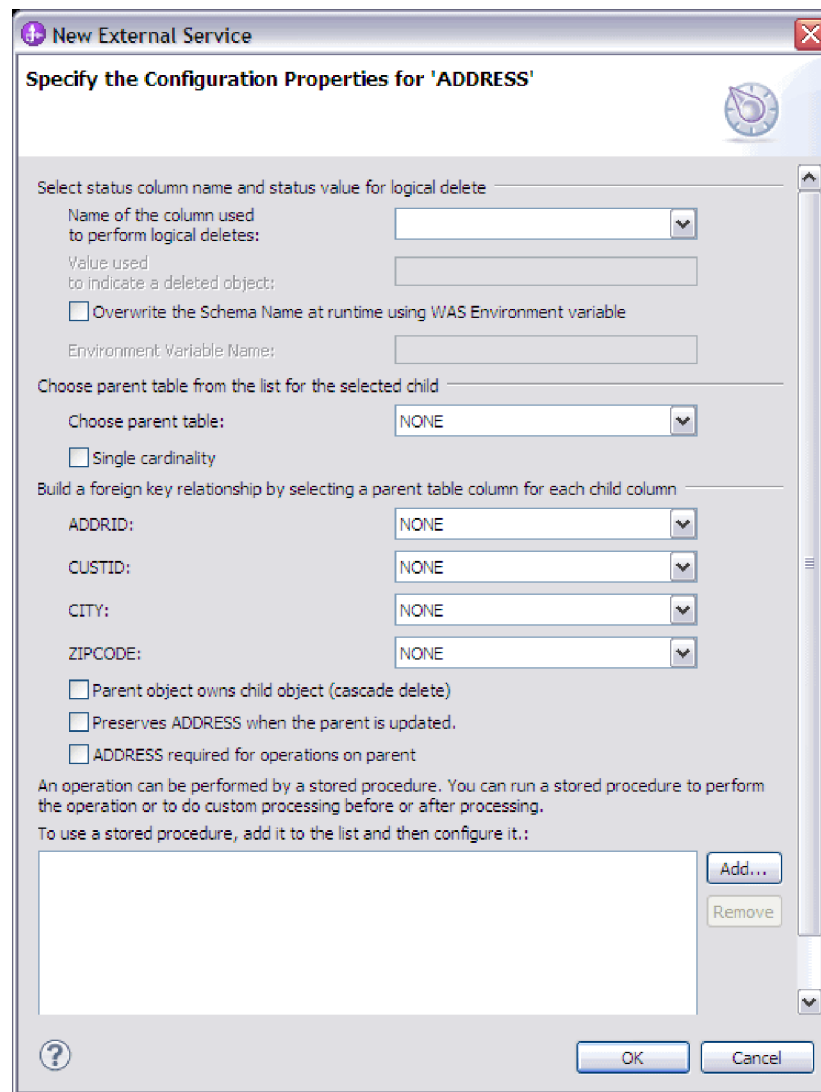 New External Service
Specify the Configuration Properties for 'ADDRESS'
Select status column name and status value for logical delete
Name of the column used
to perform logical deletes:
Value used
to indicate a deleted object:
Overwrite the Schema Name at runtime using WAS Environment variable
Environment Variable Name:
Choose parent table from the list for the selected child
Choose parent table: NONE
Single cardinality
Build a foreign key relationship by selecting a parent table column for each child column
ADDRID: NONE
CUSTID: NONE
CITY: NONE
ZIPCODE: NONE
Parent object owns child object (cascade delete)
Preserves ADDRESS when the parent is updated.
ADDRESS required for operations on parent
An operation can be performed by a stored procedure. You can run a stored procedure to perform
the operation or to do custom processing before or after processing.
To use a stored procedure, add it to the list and then configure it.:
Add...
Remove
? OK Cancel